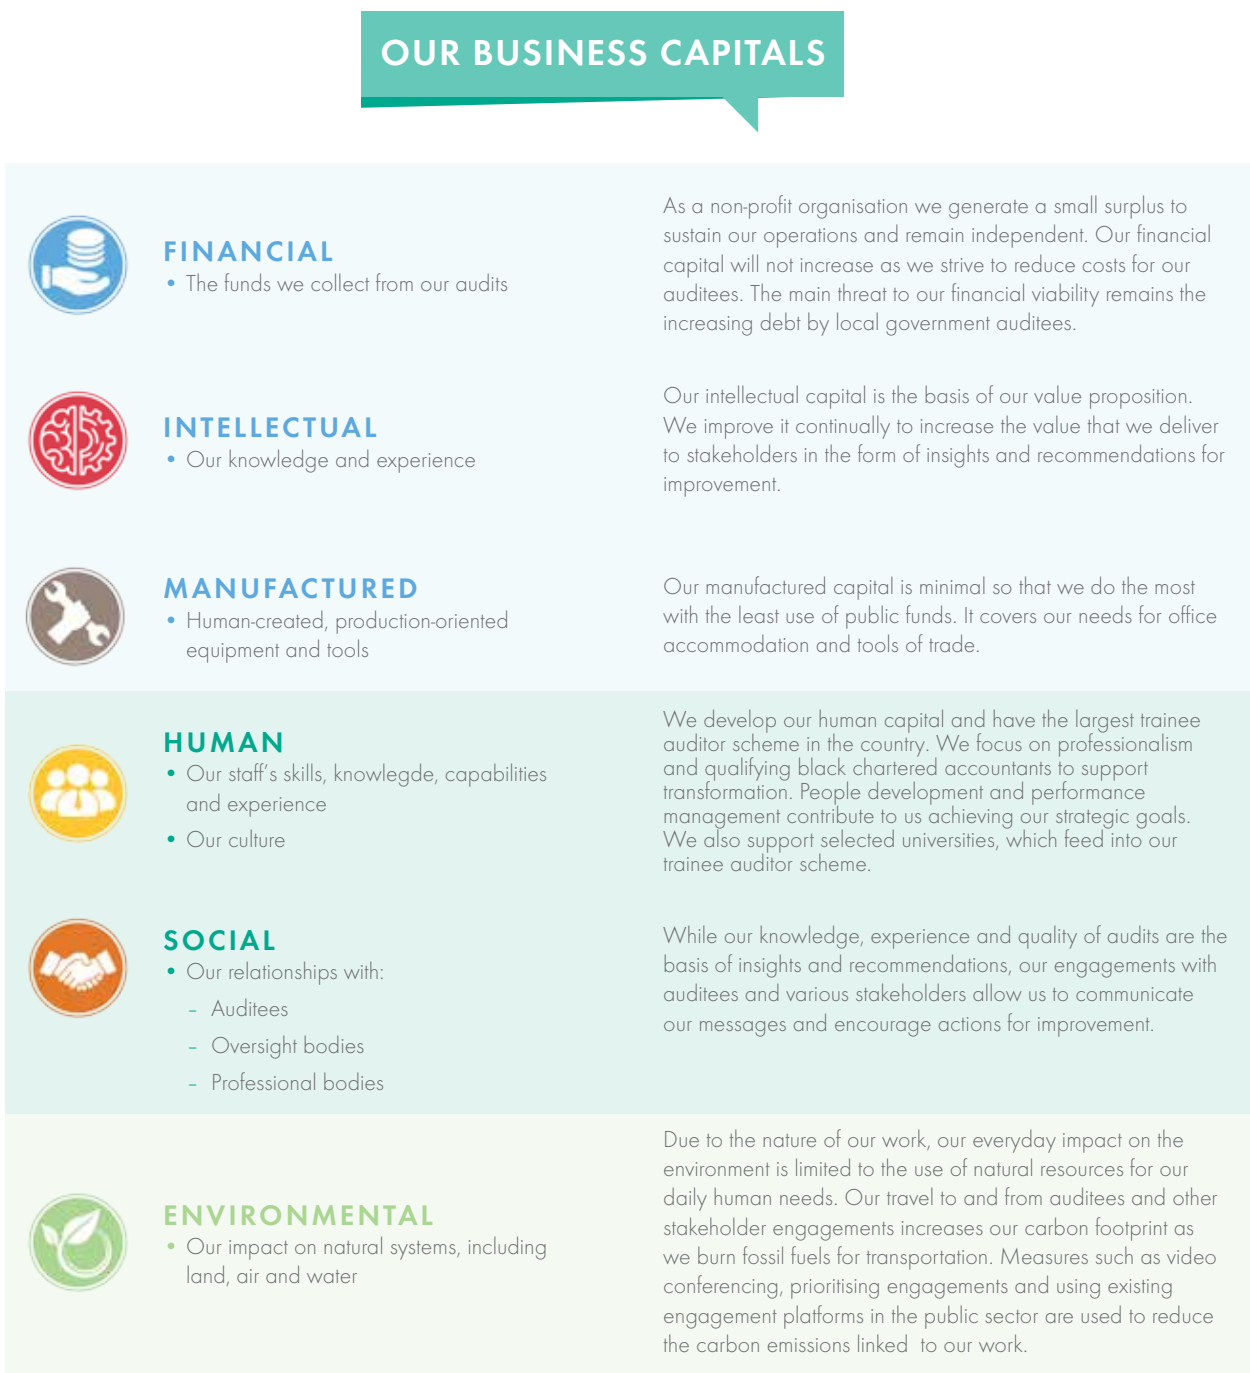 OUR BUSINESS CAPITALS
FINANCIAL
• The funds we collect from our audits
As a non-profit organisation we generate a small surplus to
sustain our operations and remain independent. Our financial
capital will not increase as we strive to reduce costs for our
auditees. The main threat to our financial viability remains the
increasing debt by local government auditees.
INTELLECTUAL
• Our knowledge and experience
Our intellectual capital is the basis of our value proposition.
We improve it continually to increase the value that we deliver
to stakeholders in the form of insights and recommendations for
improvement.
MANUFACTURED
• Human-created, production-oriented
equipment and tools
Our manufactured capital is minimal so that we do the most
with the least use of public funds. It covers our needs for office
accommodation and tools of trade.
HUMAN
• Our staff's skills, knowlegde, capabilities
and experience
• Our culture
We develop our human capital and have the largest trainee
auditor scheme in the country. We focus on professionalism
and qualifying black chartered accountants to support
transformation. People development and performance
management contribute to us achieving our strategic goals.
We also support selected universities, which feed into our
trainee auditor scheme.
SOCIAL
• Our relationships with:
– Auditees
– Oversight bodies
– Professional bodies
While our knowledge, experience and quality of audits are the
basis of insights and recommendations, our engagements with
auditees and various stakeholders allow us to communicate
our messages and encourage actions for improvement.
ENVIRONMENTAL
• Our impact on natural systems, including
land, air and water
Due to the nature of our work, our everyday impact on the
environment is limited to the use of natural resources for our
daily human needs. Our travel to and from auditees and other
stakeholder engagements increases our carbon footprint as
we burn fossil fuels for transportation. Measures such as video
conferencing, prioritising engagements and using existing
engagement platforms in the public sector are used to reduce
the carbon emissions linked  to our work.